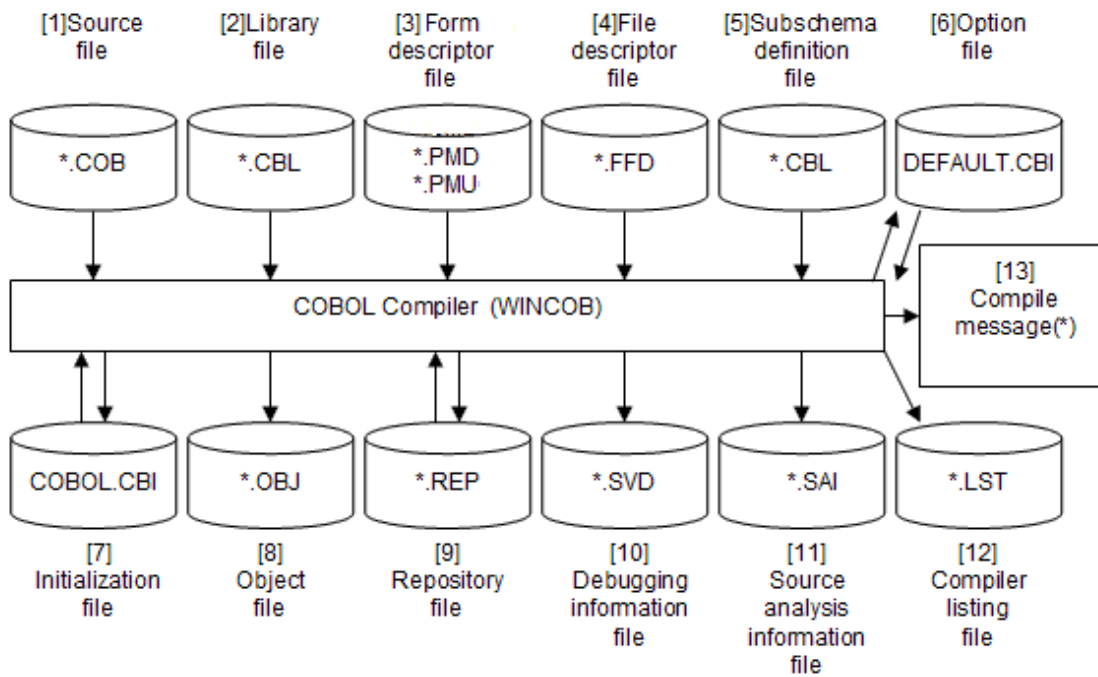 [1]Source
file
[2]Library
file
[3] Form
descriptor
file
[4]File
descriptor
file
[5]Subschema
definition
file
[6]Option
file
*.COB
*.CBL
*.PMD
*.PMU
*.FFD
*.CBL
DEFAULT.CBI
COBOL Compiler (WINCOB)
[13]
Compile
message(*)
COBOL.CBI
*.OBJ
*.REP
*.SVD
*.SAI
*.LST
[7]
Initialization
file
[8]
Object
file
[9]
Repository
file
[10]
Debugging
information
file
[11]
Source
analysis
information
file
[12]
Compiler
listing
file